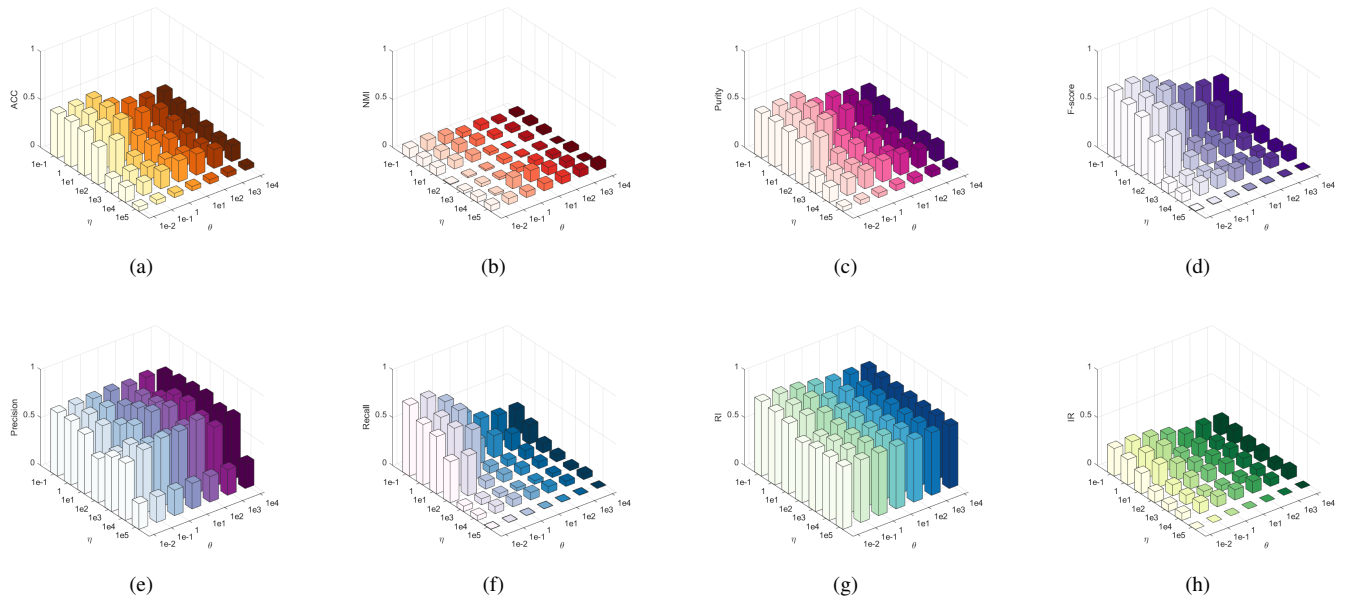 1
0.5
0
ACC
1e-1
1
1e1
1e2
1e3
1e4
1e5
η
1e-2
1e-1
1
1e1
1e2
1e3
1e4
θ
(a)
1
0.5
0
NMI
1e-1
1
1e1
1e2
1e3
1e4
1e5
η
1e-2
1e-1
1
1e1
1e2
1e3
1e4
θ
(b)
1
0.5
0
Purity
1e-1
1
1e1
1e2
1e3
1e4
1e5
η
1e-2
1e-1
1
1e1
1e2
1e3
1e4
θ
(c)
1
0.5
0
F-score
1e-1
1
1e1
1e2
1e3
1e4
1e5
η
1e-2
1e-1
1
1e1
1e2
1e3
1e4
θ
(d)
1
0.5
0
Precision
1e-1
1
1e1
1e2
1e3
1e4
1e5
η
1e-2
1e-1
1
1e1
1e2
1e3
1e4
θ
(e)
1
0.5
0
Recall
1e-1
1
1e1
1e2
1e3
1e4
1e5
η
1e-2
1e-1
1
1e1
1e2
1e3
1e4
θ
(f)
1
0.5
0
RI
1e-1
1
1e1
1e2
1e3
1e4
1e5
η
1e-2
1e-1
1
1e1
1e2
1e3
1e4
θ
(g)
1
0.5
0
IR
1e-1
1
1e1
1e2
1e3
1e4
1e5
η
1e-2
1e-1
1
1e1
1e2
1e3
1e4
θ
(h)